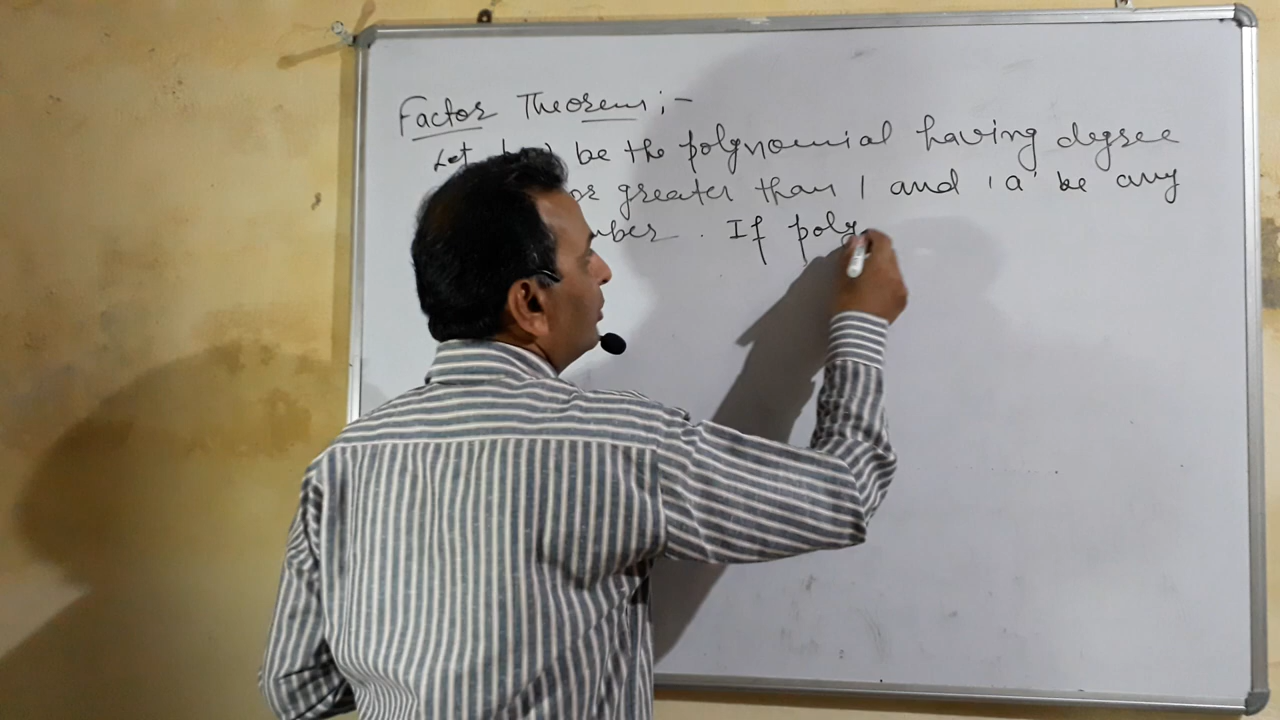 Factor Theorem :-
Let be the polynomial having degree
or greater than 1 and 'a' be any
. If poly